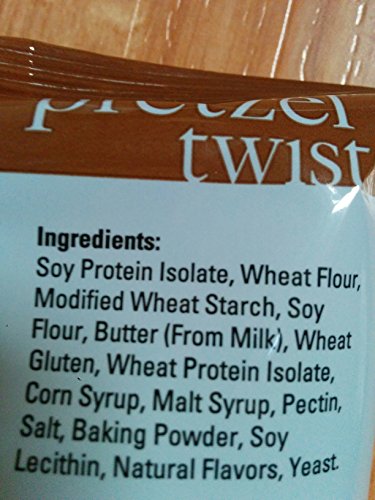 pretzel
twist
Ingredients:
Soy Protein Isolate, Wheat Flour,
Modified Wheat Starch, Soy
Flour, Butter (From Milk), Wheat
Gluten, Wheat Protein Isolate,
Corn Syrup, Malt Syrup, Pectin,
Salt, Baking Powder, Soy
Lecithin, Natural Flavors, Yeast.